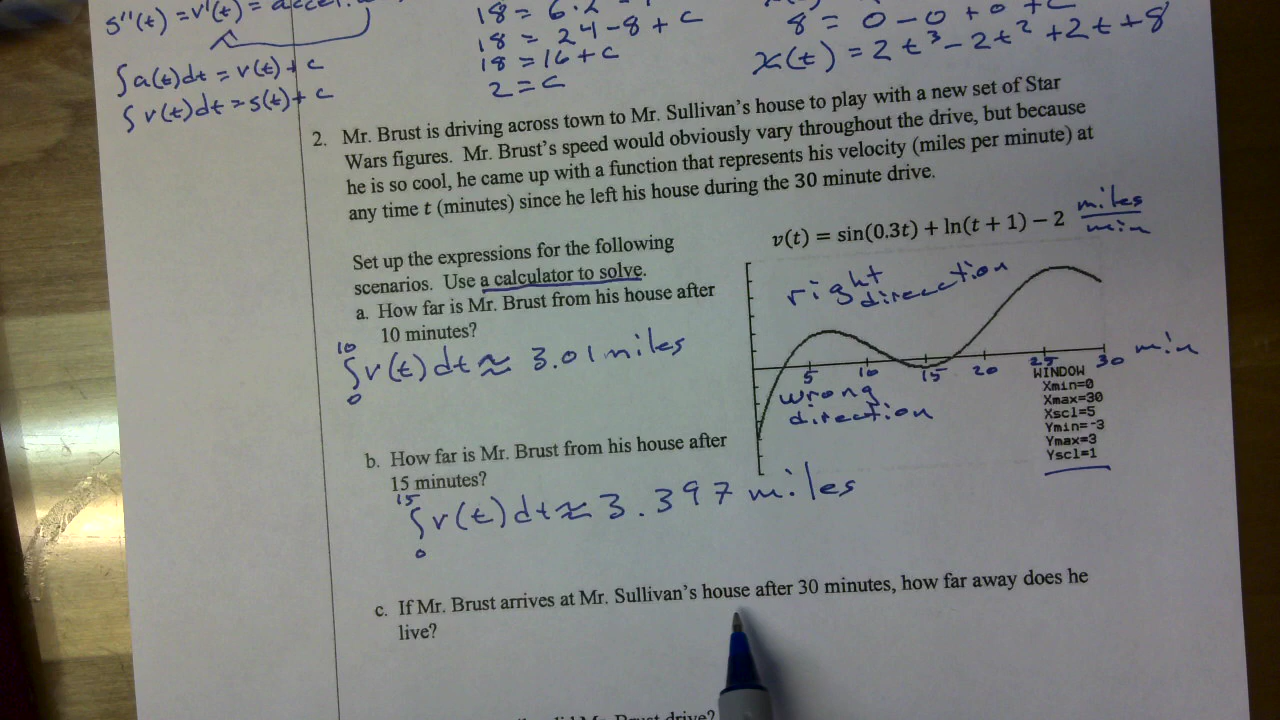 s''(t) = v'(t) = accel.
∫a(t)dt = v(t) + c
∫v(t)dt = s(t) + c
18 = 6·2
18 = 24 - 8 + c
18 = 16 + c
2 = c
8 = 0 - 0 + 0 + c
x(t) = 2t³ - 2t² + 2t + 8
2. Mr. Brust is driving across town to Mr. Sullivan's house to play with a new set of Star
Wars figures. Mr. Brust's speed would obviously vary throughout the drive, but because
he is so cool, he came up with a function that represents his velocity (miles per minute) at
any time t (minutes) since he left his house during the 30 minute drive.
Set up the expressions for the following
scenarios. Use a calculator to solve.
v(t) = sin(0.3t) + ln(t + 1) − 2 miles/min
a. How far is Mr. Brust from his house after
10 minutes?
∫₀¹⁰ v(t)dt ≈ 3.01 miles
right
direcction
5 10 15 20 25 30 min
wrong
direction
WINDOW
Xmin=0
Xmax=30
Xscl=5
Ymin=-3
Ymax=3
Yscl=1
b. How far is Mr. Brust from his house after
15 minutes?
∫₀¹⁵ v(t)dt ≈ 3.397 miles
c. If Mr. Brust arrives at Mr. Sullivan's house after 30 minutes, how far away does he
live?
did Mr. Brust drive?